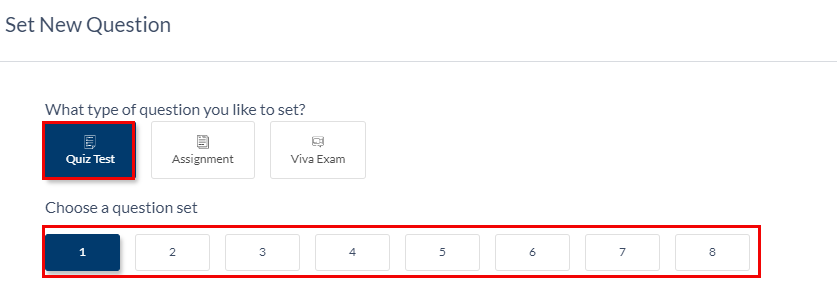 Set New Question
What type of question you like to set?
Quiz Test Assignment Viva Exam
Choose a question set
1 2 3 4 5 6 7 8